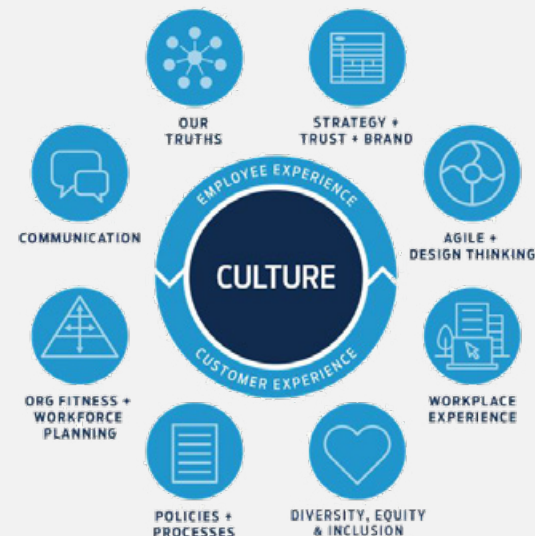 OUR
TRUTHS
STRATEGY +
TRUST + BRAND
COMMUNICATION
EMPLOYEE EXPERIENCE
CULTURE
CUSTOMER EXPERIENCE
AGILE +
DESIGN THINKING
ORG FITNESS +
WORKFORCE
PLANNING
WORKPLACE
EXPERIENCE
POLICIES +
PROCESSES
DIVERSITY, EQUITY
& INCLUSION